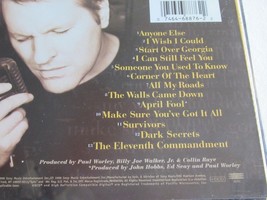 Anyone Else
I Wish I Could
Start Over Georgia
I Can Still Feel You
Someone You Used To Know
Corner Of The Heart
All My Roads
The Walls Came Down
April Fool*
Make Sure You've Got It All
Survivors
Dark Secrets
The Eleventh Commandment
Produced by Paul Worley, Billy Joe Walker, Jr. & Collin Raye
*Produced by John Hobbs, Ed Seay and Paul Worley